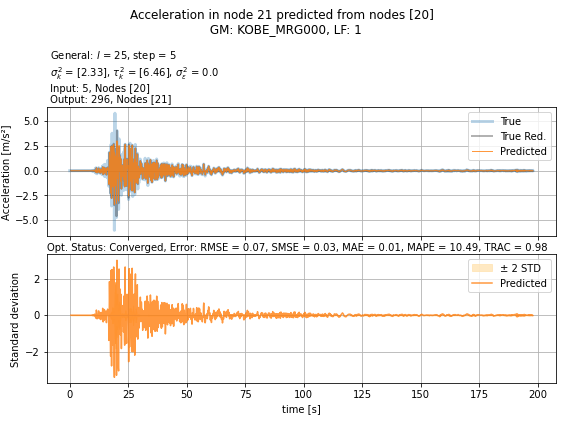 Acceleration in node 21 predicted from nodes [20]
GM: KOBE_MRG000, LF: 1
General: l = 25, step = 5
σ²ₖ = [2.33], τ²ₖ = [6.46], σ²ε = 0.0
Input: 5, Nodes [20]
Output: 296, Nodes [21]
Acceleration [m/s²]
5.0
2.5
0.0
−2.5
−5.0
True
True Red.
Predicted
Opt. Status: Converged, Error: RMSE = 0.07, SMSE = 0.03, MAE = 0.01, MAPE = 10.49, TRAC = 0.98
Standard deviation
2
0
−2
± 2 STD
Predicted
0 25 50 75 100 125 150 175 200
time [s]